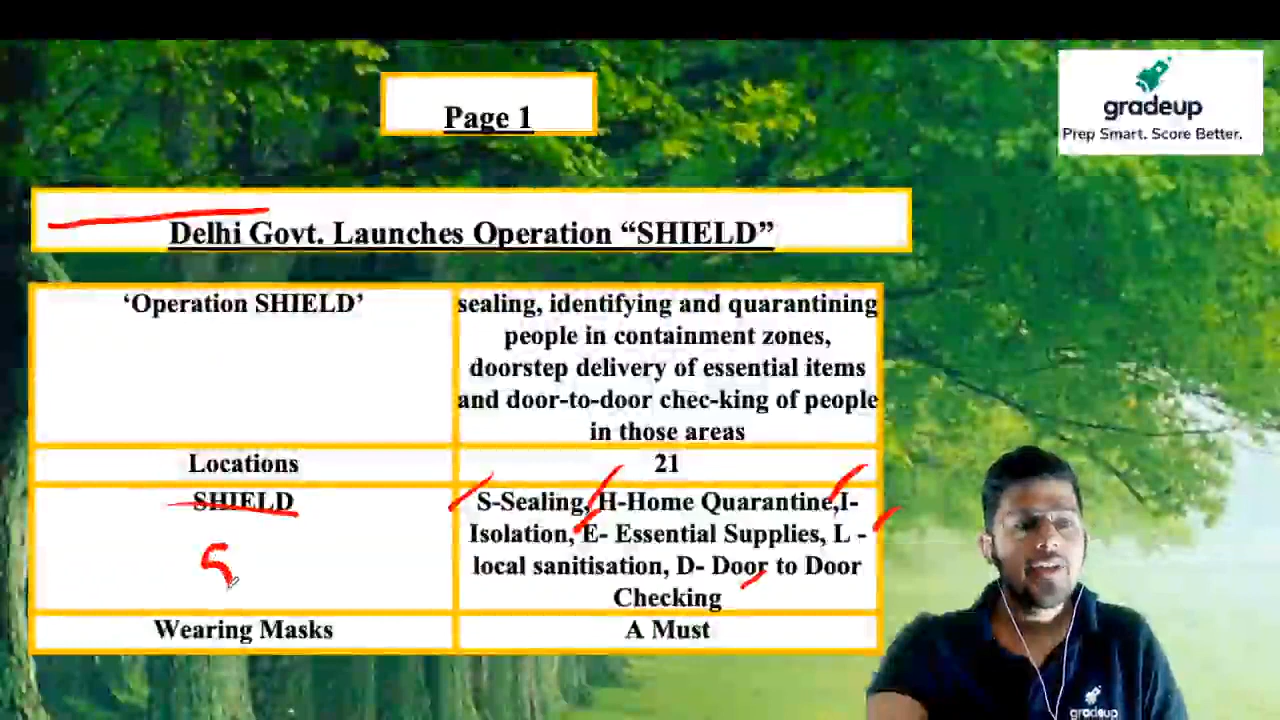 Page 1
gradeup
Prep Smart. Score Better.
Delhi Govt. Launches Operation “SHIELD”
‘Operation SHIELD’
sealing, identifying and quarantining
people in containment zones,
doorstep delivery of essential items
and door-to-door chec-king of people
in those areas
Locations
21
SHIELD
S-Sealing, H-Home Quarantine,I-
Isolation, E- Essential Supplies, L -
local sanitisation, D- Door to Door
Checking
S
Wearing Masks
A Must
gradeup